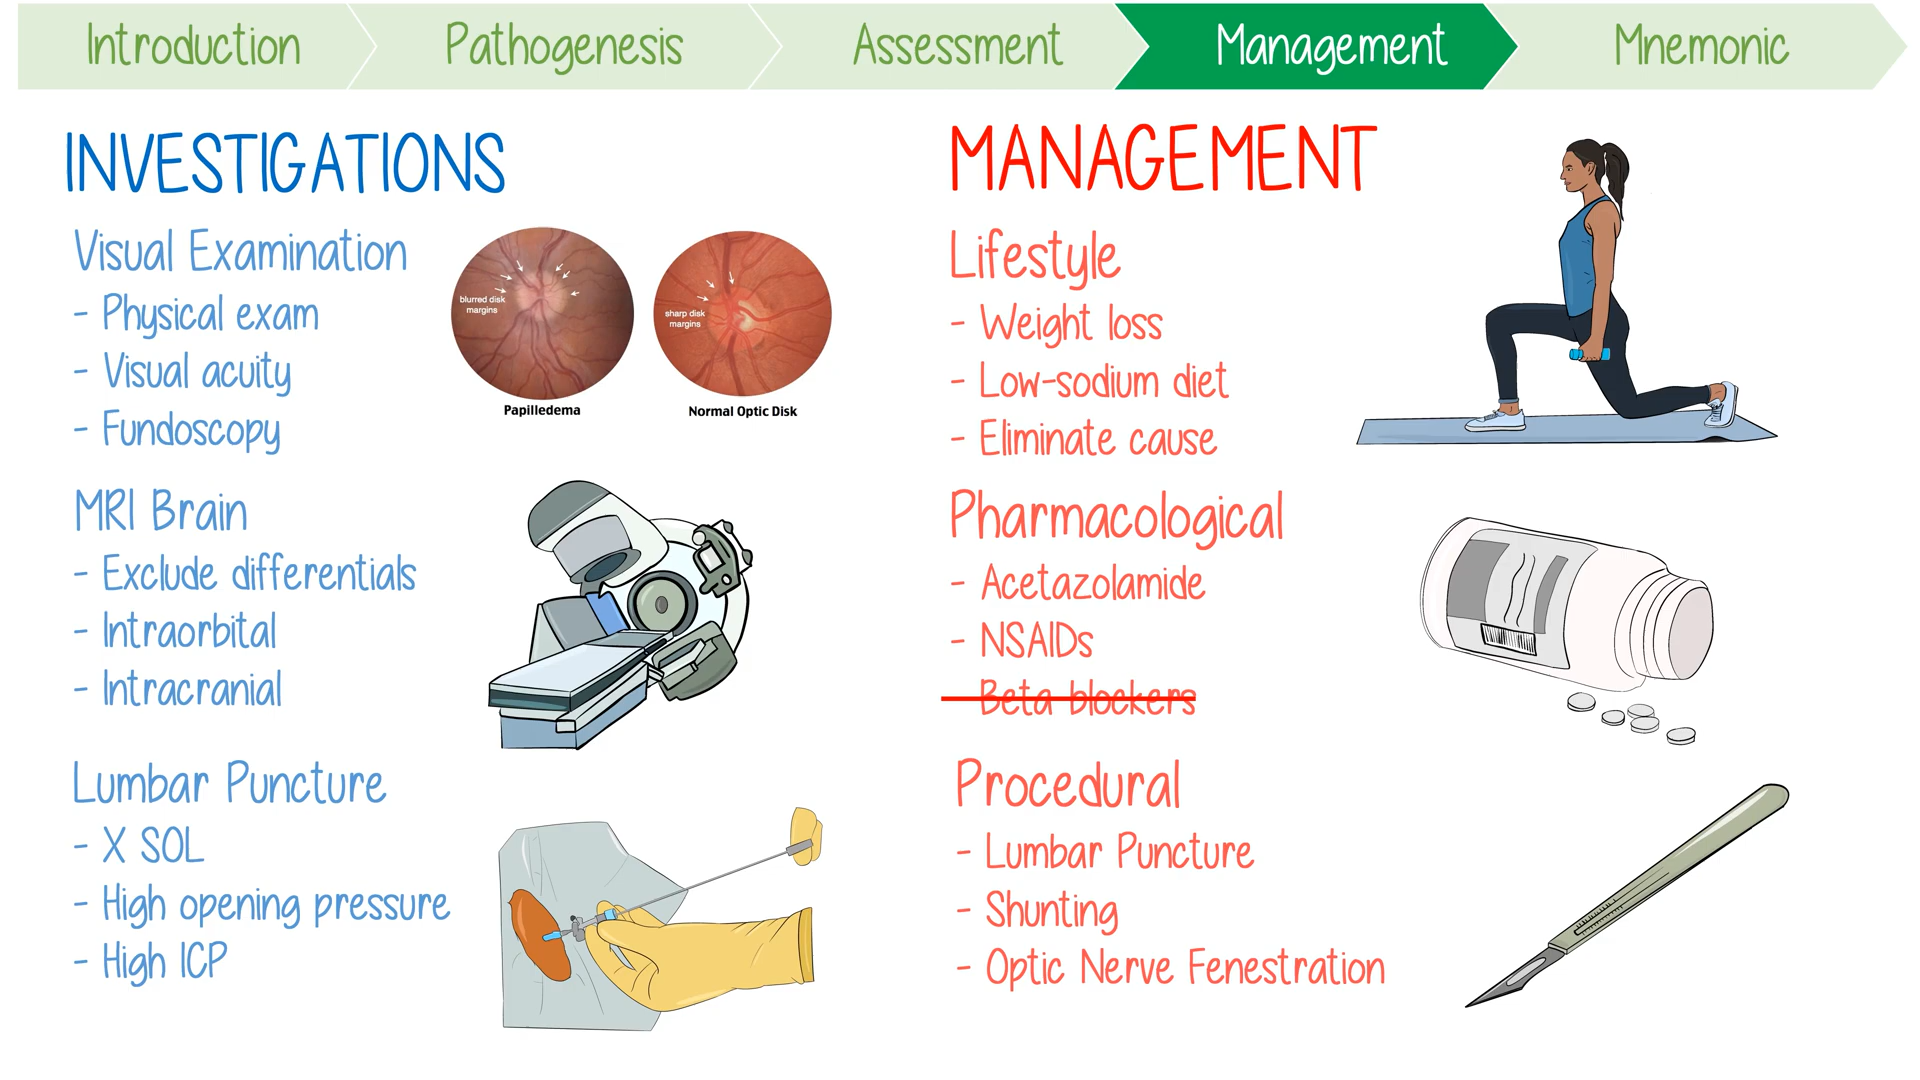 Introduction
Pathogenesis
Assessment
Management
Mnemonic
INVESTIGATIONS
Visual Examination
- Physical exam
- Visual acuity
- Fundoscopy
blurred disk
margins
Papilledema
sharp disk
margins
Normal Optic Disk
MRI Brain
- Exclude differentials
- Intraorbital
- Intracranial
Lumbar Puncture
- X SOL
- High opening pressure
- High ICP
MANAGEMENT
Lifestyle
- Weight loss
- Low-sodium diet
- Eliminate cause
Pharmacological
- Acetazolamide
- NSAIDs
- Beta blockers
Procedural
- Lumbar Puncture
- Shunting
- Optic Nerve Fenestration